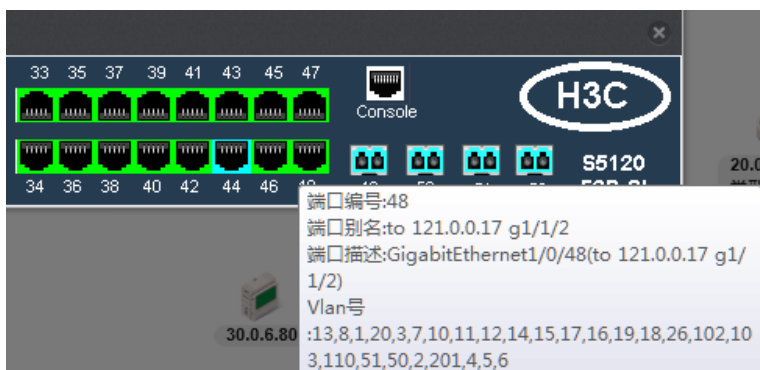 33 35 37 39 41 43 45 47
H3C
Console
S5120
34 36 38 40 42 44 46
20.0
端口编号:48
端口别名:to 121.0.0.17 g1/1/2
端口描述:GigabitEthernet1/0/48(to 121.0.0.17 g1/
1/2)
Vlan号
30.0.6.80
:13,8,1,20,3,7,10,11,12,14,15,17,16,19,18,26,102,10
3,110,51,50,2,201,4,5,6